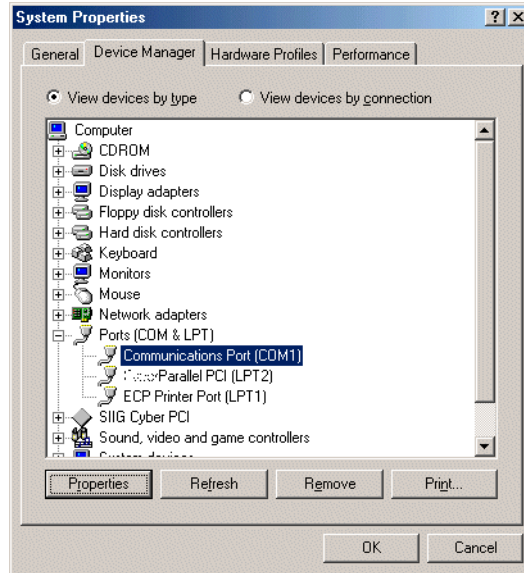 System Properties
General Device Manager Hardware Profiles Performance
View devices by type View devices by connection
Computer
CDROM
Disk drives
Display adapters
Floppy disk controllers
Hard disk controllers
Keyboard
Monitors
Mouse
Network adapters
Ports (COM & LPT)
Communications Port (COM1)
Parallel PCI (LPT2)
ECP Printer Port (LPT1)
SIIG Cyber PCI
Sound, video and game controllers
System devices
Properties Refresh Remove Print...
OK Cancel